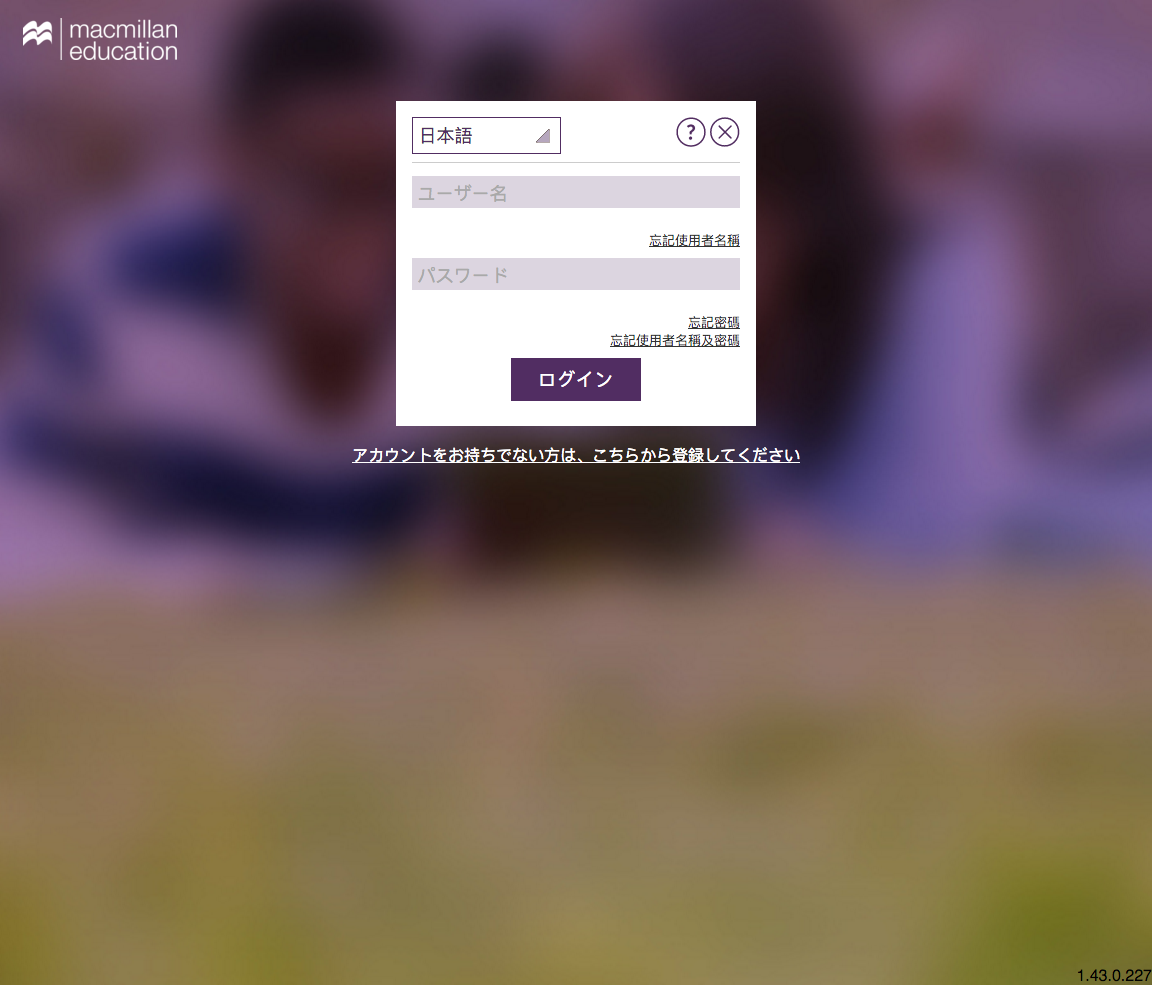 macmillan
education
日本語
?
ユーザー名
忘記使用者名稱
パスワード
忘記密碼
忘記使用者名稱及密碼
ログイン
アカウントをお持ちでない方は、こちらから登録してください
1.43.0.227